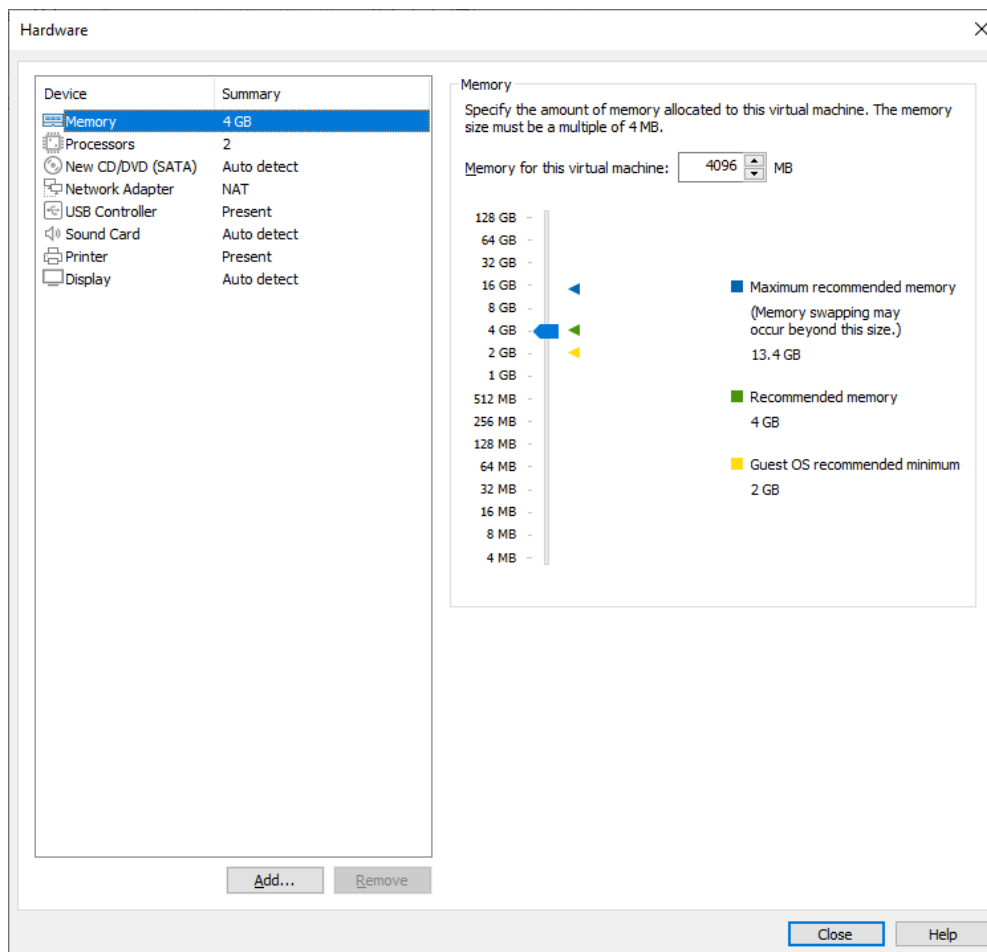 Hardware
Device Summary
Memory 4 GB
Processors 2
New CD/DVD (SATA) Auto detect
Network Adapter NAT
USB Controller Present
Sound Card Auto detect
Printer Present
Display Auto detect
Add...
Remove
Memory
Specify the amount of memory allocated to this virtual machine. The memory
size must be a multiple of 4 MB.
Memory for this virtual machine: 4096 MB
128 GB
64 GB
32 GB
16 GB
8 GB
4 GB
2 GB
1 GB
512 MB
256 MB
128 MB
64 MB
32 MB
16 MB
8 MB
4 MB
Maximum recommended memory
(Memory swapping may
occur beyond this size.)
13.4 GB
Recommended memory
4 GB
Guest OS recommended minimum
2 GB
Close
Help